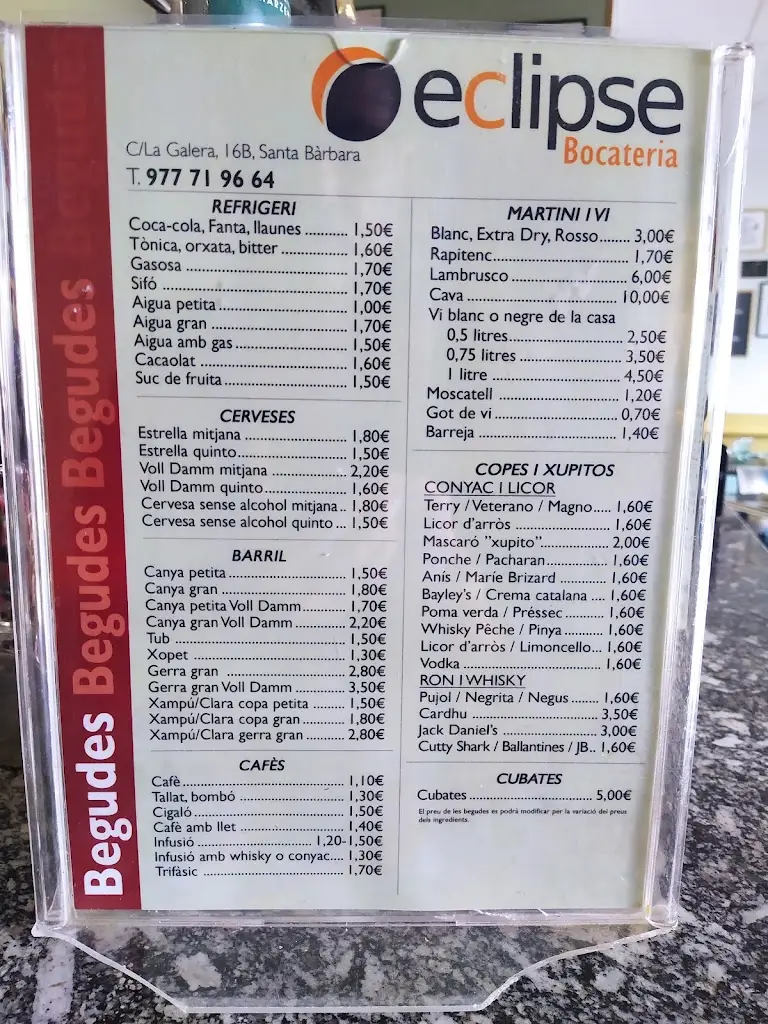 eclipse
Bocateria
C/La Galera, 16B, Santa Bàrbara
T. 977 71 96 64
Begudes Begudes Begudes
REFRIGERI
Coca-cola, Fanta, llaunes .......... 1,50€
Tònica, orxata, bitter .......... 1,60€
Gasosa .......... 1,70€
Sifó .......... 1,70€
Aigua petita .......... 1,00€
Aigua gran .......... 1,70€
Aigua amb gas .......... 1,50€
Cacaolat .......... 1,60€
Suc de fruita .......... 1,50€
CERVESES
Estrella mitjana .......... 1,80€
Estrella quinto .......... 1,50€
Voll Damm mitjana .......... 2,20€
Voll Damm quinto .......... 1,60€
Cervesa sense alcohol mitjana .. 1,80€
Cervesa sense alcohol quinto ... 1,50€
BARRIL
Canya petita .......... 1,50€
Canya gran .......... 1,80€
Canya petita Voll Damm .......... 1,70€
Canya gran Voll Damm .......... 2,20€
Tub .......... 1,50€
Xopet .......... 1,30€
Gerra gran .......... 2,80€
Gerra gran Voll Damm .......... 3,50€
Xampú/Clara copa petita .......... 1,50€
Xampú/Clara copa gran .......... 1,80€
Xampú/Clara gerra gran .......... 2,80€
CAFÈS
Cafè .......... 1,10€
Tallat, bombó .......... 1,30€
Cigaló .......... 1,50€
Cafè amb llet .......... 1,40€
Infusió .......... 1,20-1,50€
Infusió amb whisky o conyac .... 1,30€
Trifàsic .......... 1,70€
MARTINI I VI
Blanc, Extra Dry, Rosso ....... 3,00€
Rapitenc .......... 1,70€
Lambrusco .......... 6,00€
Cava .......... 10,00€
Vi blanc o negre de la casa
0,5 litres .......... 2,50€
0,75 litres .......... 3,50€
1 litre .......... 4,50€
Moscatell .......... 1,20€
Got de vi .......... 0,70€
Barreja .......... 1,40€
COPES I XUPITOS
CONYAC I LICOR
Terry / Veterano / Magno ..... 1,60€
Licor d'arròs .......... 1,60€
Mascaró "xupito" .......... 2,00€
Ponche / Pacharan .......... 1,60€
Anís / Maríe Brizard .......... 1,60€
Bayley's / Crema catalana .... 1,60€
Poma verda / Préssec .......... 1,60€
Whisky Pêche / Pinya .......... 1,60€
Licor d'arròs / Limoncello ... 1,60€
Vodka .......... 1,60€
RON I WHISKY
Pujol / Negrita / Negus ....... 1,60€
Cardhu .......... 3,50€
Jack Daniel's .......... 3,00€
Cutty Shark / Ballantines / JB .. 1,60€
CUBATES
Cubates .......... 5,00€
El preu de les begudes es podrà modificar per la variació del preus
dels ingredients.